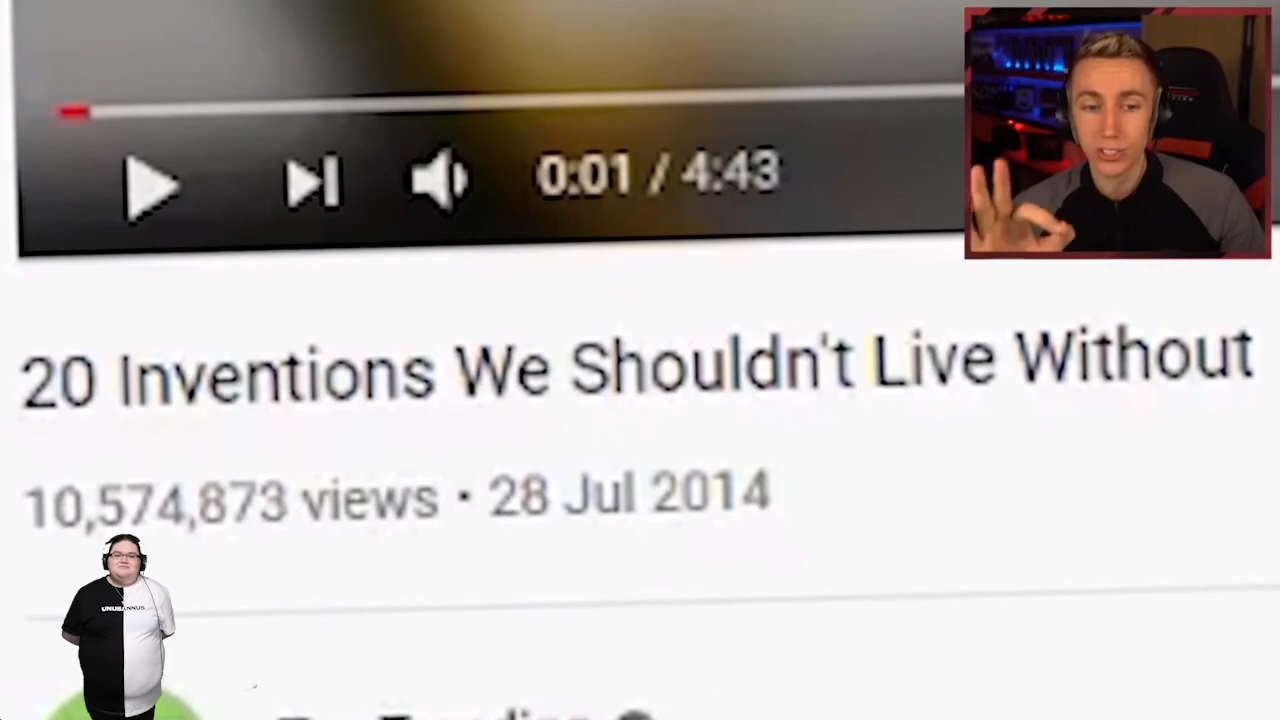 0:01 / 4:43
20 Inventions We Shouldn't Live Without
10,574,873 views • 28 Jul 2014
UNUS ANNUS